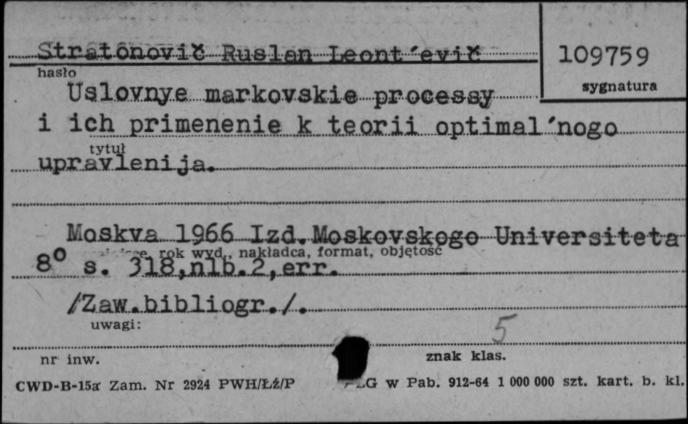 Stratonovič Ruslan Leont´evič
109759
hasło
sygnatura
Uslovnye markovskie processy
i ich primenenie k teorii optimal´nogo
tytuł
upravlenija.
Moskva 1966 Izd. Moskovskogo Universiteta
rok wyd., nakładca, format, objętość
8° s. 318,nlb.2,err.
/Zaw.bibliogr./.
uwagi:
5
nr inw.
znak klas.
CWD-B-15a Zam. Nr 2924 PWH/Łź/P
G w Pab. 912-64 1 000 000 szt. kart. b. kl.